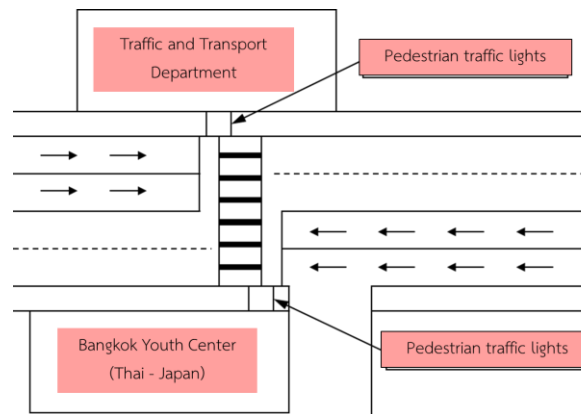 Traffic and Transport
Department
Pedestrian traffic lights
Bangkok Youth Center
(Thai - Japan)
Pedestrian traffic lights